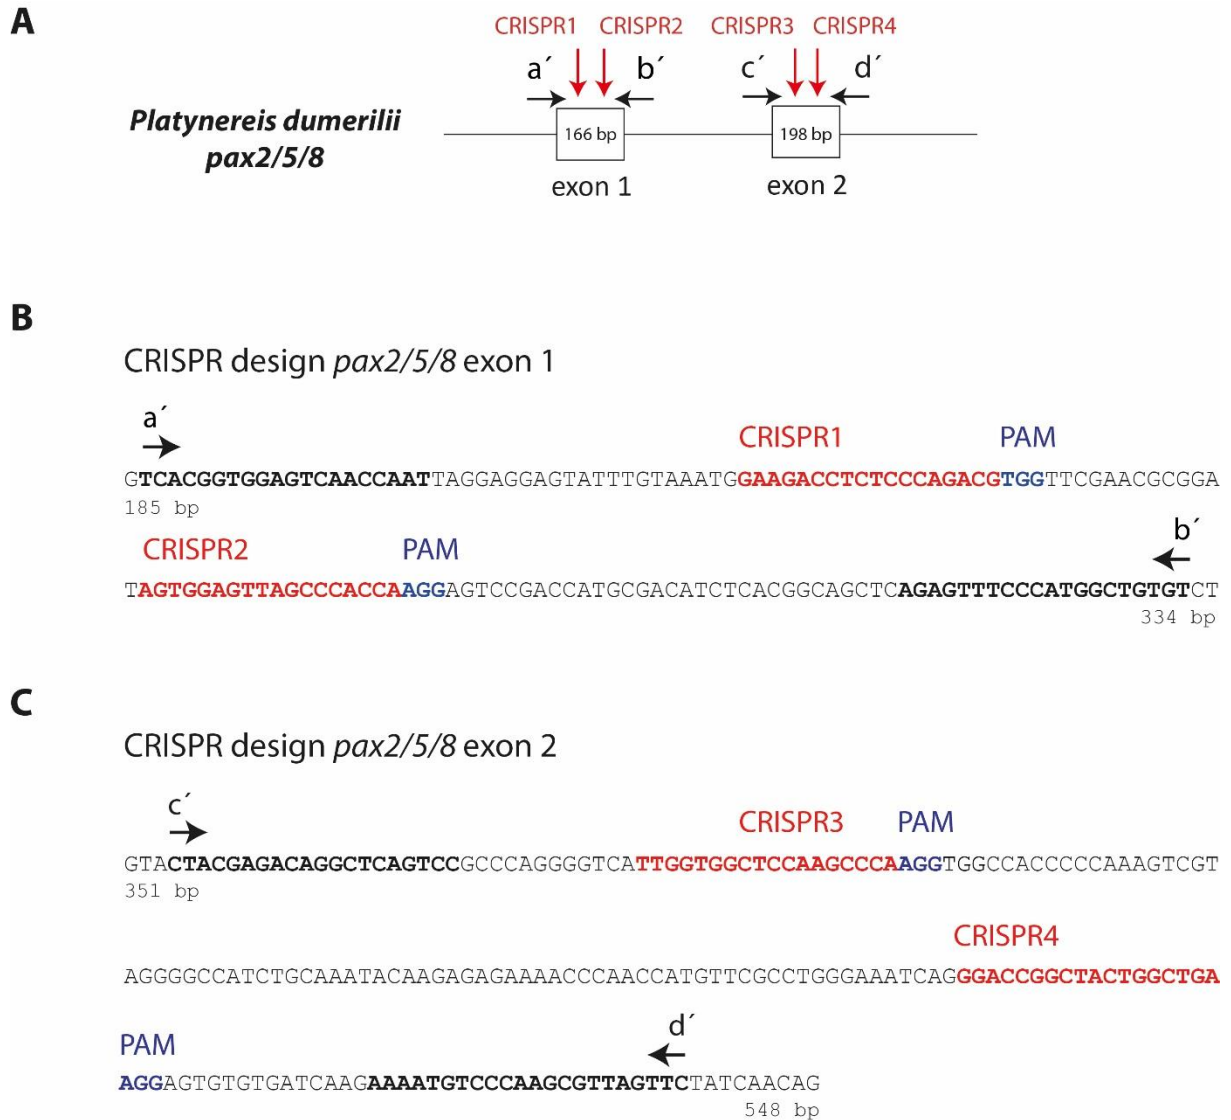 A
CRISPR1 CRISPR2 CRISPR3 CRISPR4
a´ b´ c´ d´
Platynereis dumerilii
pax2/5/8
166 bp 198 bp
exon 1 exon 2
B
CRISPR design pax2/5/8 exon 1
a´
CRISPR1 PAM
GTCACGGTGGAGTCAACCAATTAGGAGGAGTATTTGTAAATGGAAGACCTCTCCCAGACGTGGTTCGAACGCGGA
185 bp
CRISPR2 PAM b´
TAGTGGAGTTAGCCCACCAAGGAGTCCGACCATGCGACATCTCACGGCAGCTCAGAGTTTCCCATGGCTGTGTCT
334 bp
C
CRISPR design pax2/5/8 exon 2
c´
CRISPR3 PAM
GTACTACGAGACAGGCTCAGTCCGCCCAGGGGTCATTGGTGGCTCCAAGCCCAAGGTGGCCACCCCCAAAGTCGT
351 bp
CRISPR4
AGGGGCCATCTGCAAATACAAGAGAGAAAACCCAACCATGTTCGCCTGGGAAATCAGGGACCGGCTACTGGCTGA
PAM d´
AGGAGTGTGTGATCAAGAAAATGTCCCAAGCGTTAGTTCTATCAACAG
548 bp